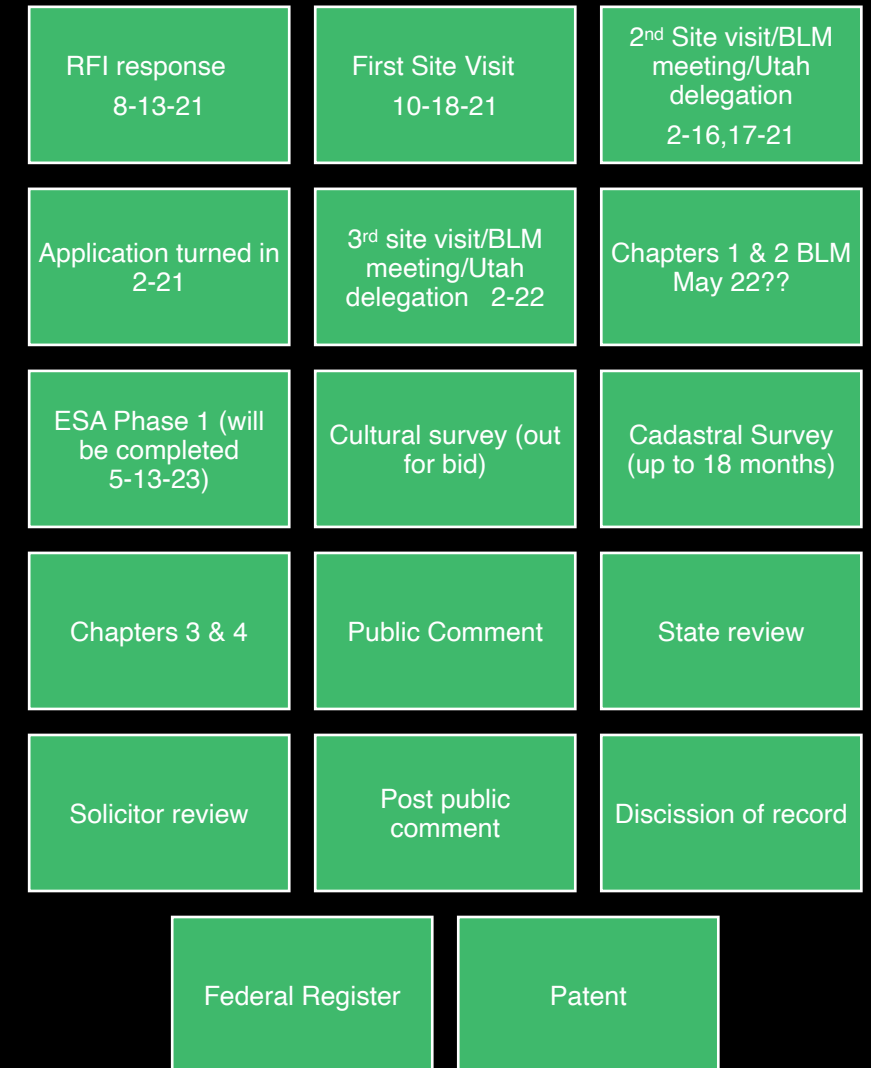 RFI response
8-13-21
First Site Visit
10-18-21
2nd Site visit/BLM
meeting/Utah
delegation
2-16,17-21
Application turned in
2-21
3rd site visit/BLM
meeting/Utah
delegation 2-22
Chapters 1 & 2 BLM
May 22??
ESA Phase 1 (will
be completed
5-13-23)
Cultural survey (out
for bid)
Cadastral Survey
(up to 18 months)
Chapters 3 & 4
Public Comment
State review
Solicitor review
Post public
comment
Discission of record
Federal Register
Patent